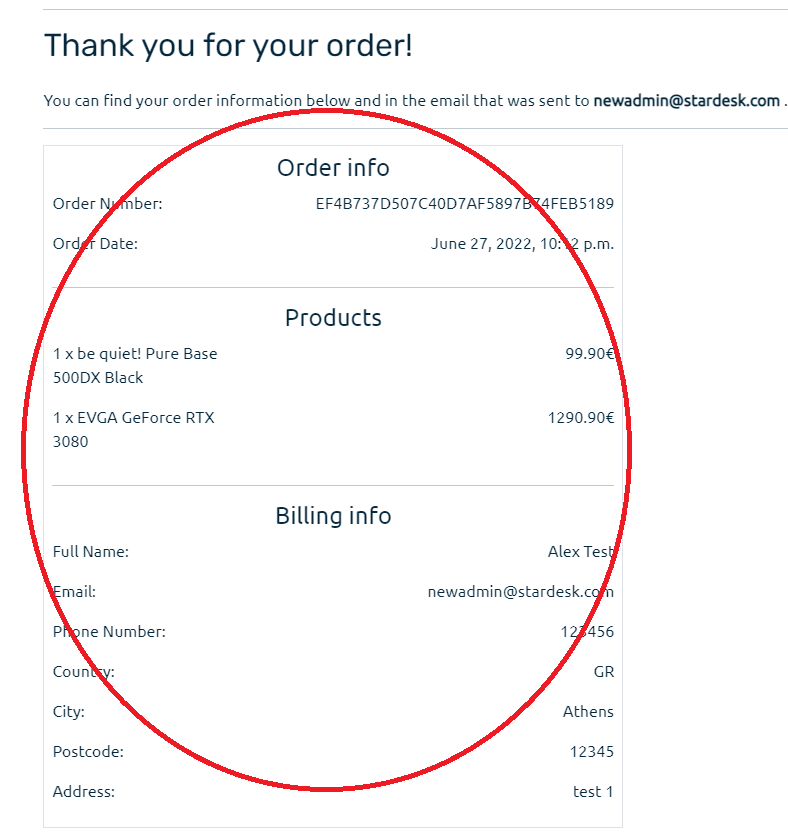 Thank you for your order!
You can find your order information below and in the email that was sent to newadmin@stardesk.com .
Order info
Order Number: EF4B737D507C40D7AF5897B74FEB5189
Order Date: June 27, 2022, 10:12 p.m.
Products
1 x be quiet! Pure Base 99.90€
500DX Black
1 x EVGA GeForce RTX 1290.90€
3080
Billing info
Full Name: Alex Test
Email: newadmin@stardesk.com
Phone Number: 123456
Country: GR
City: Athens
Postcode: 12345
Address: test 1